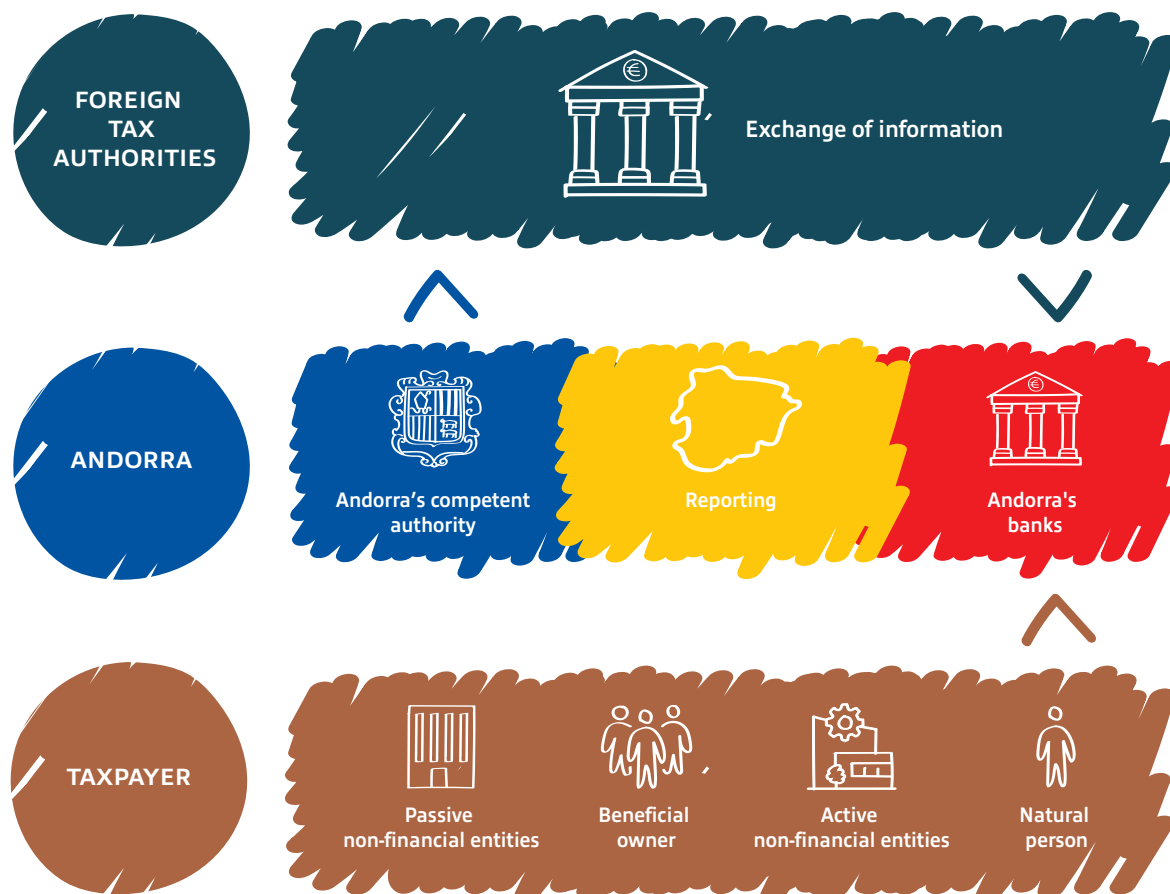 FOREIGN
TAX
AUTHORITIES
Exchange of information
ANDORRA
Andorra’s competent
authority
Reporting
Andorra's
banks
TAXPAYER
Passive
non-financial entities
Beneficial
owner
Active
non-financial entities
Natural
person